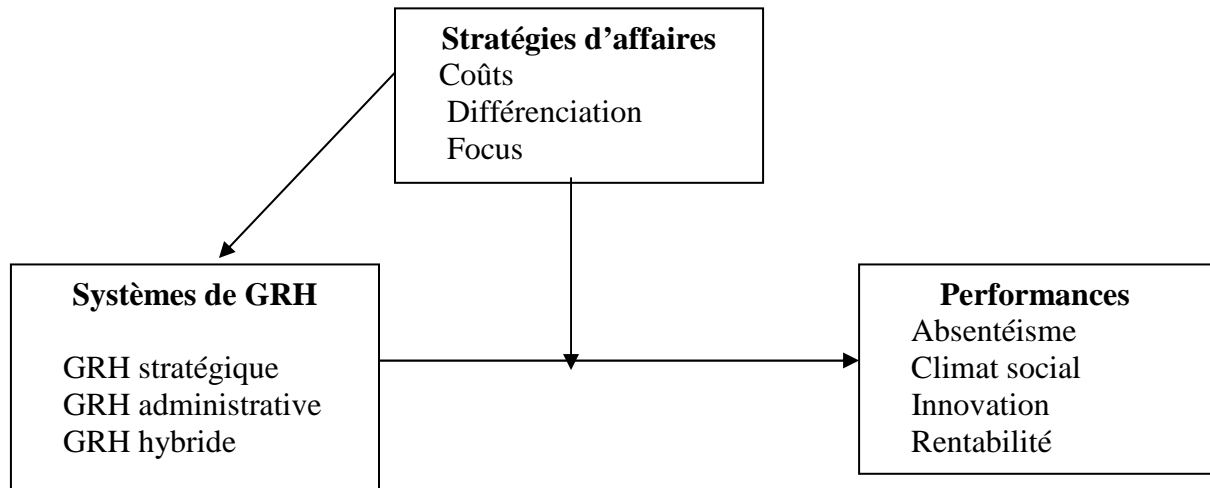 Stratégies d’affaires
Coûts
Différenciation
Focus
Systèmes de GRH
GRH stratégique
GRH administrative
GRH hybride
Performances
Absentéisme
Climat social
Innovation
Rentabilité